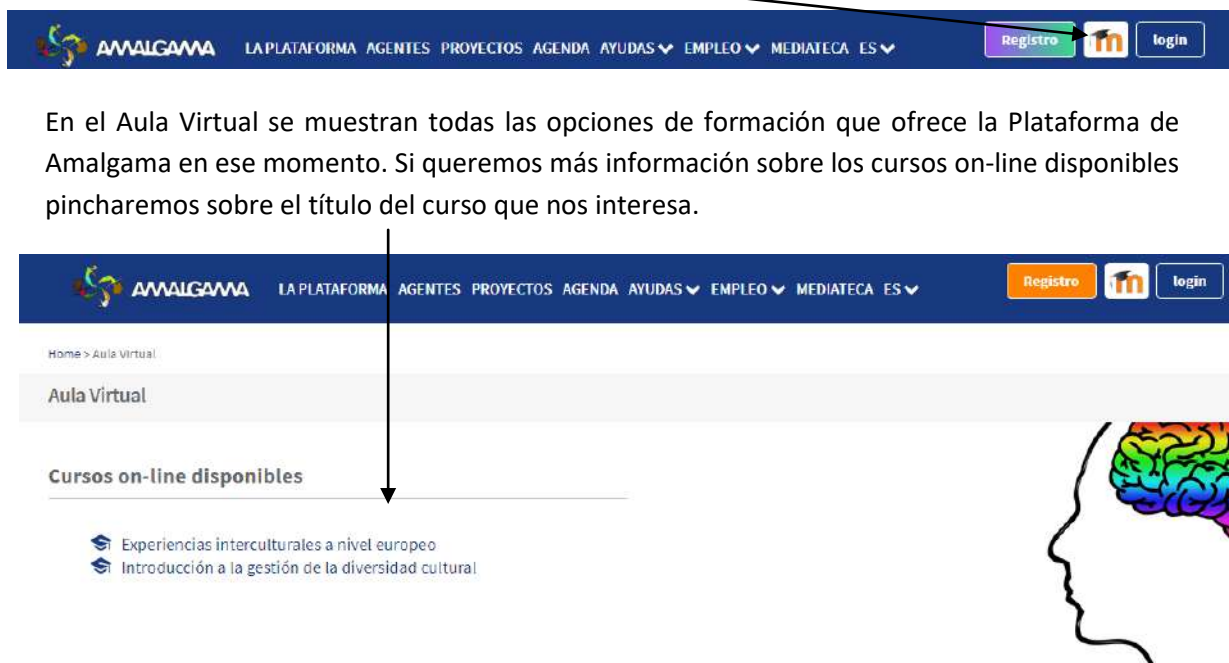 AMALGAMA LA PLATAFORMA AGENTES PROYECTOS AGENDA AYUDAS EMPLEO MEDIATECA ES Registro m login
En el Aula Virtual se muestran todas las opciones de formación que ofrece la Plataforma de
Amalgama en ese momento. Si queremos más información sobre los cursos on-line disponibles
pincharemos sobre el título del curso que nos interesa.
AMALGAMA LA PLATAFORMA AGENTES PROYECTOS AGENDA AYUDAS EMPLEO MEDIATECA ES Registro m login
Home > Aula Virtual
Aula Virtual
Cursos on-line disponibles
Experiencias interculturales a nivel europeo
Introducción a la gestión de la diversidad cultural